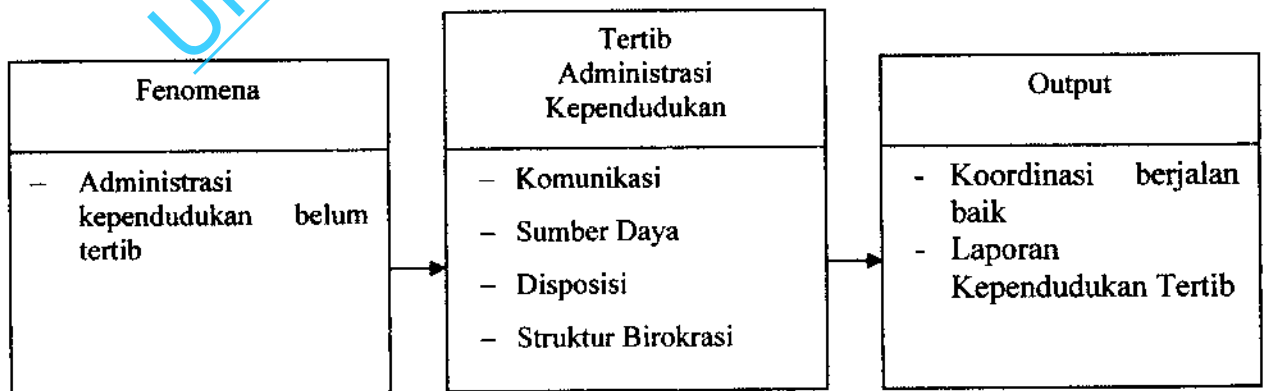 Fenomena
– Administrasi
kependudukan belum
tertib
Tertib
Administrasi
Kependudukan
– Komunikasi
– Sumber Daya
– Disposisi
– Struktur Birokrasi
Output
- Koordinasi berjalan
baik
- Laporan
Kependudukan Tertib